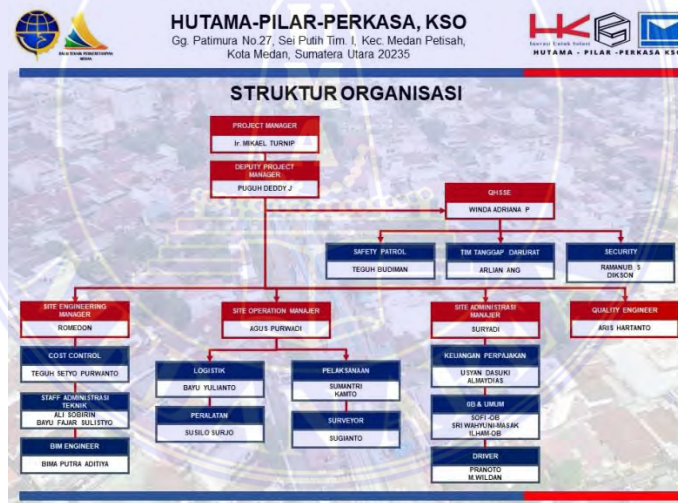 HUTAMA-PILAR-PERKASA, KSO
Gg. Patimura No.27, Sei Putih Tim. I, Kec. Medan Petisah,
Kota Medan, Sumatera Utara 20235
HUTAMA - PILAR -PERKASA KSO
STRUKTUR ORGANISASI
PROJECT MANAGER
Ir. MIKAEL TURNIP
DEPUTY PROJECT
MANAGER
PUGUH DEDDY J
QHSSE
WINDA ADRIANA P
SAFETY PATROL
TEGUH BUDIMAN
TIM TANGGAP DARURAT
ARLIAN ANG
SECURITY
RAMANUB S
DIKSON
SITE ENGINEERING
MANAGER
ROMEDON
COST CONTROL
TEGUH SETYO PURWANTO
STAFF ADMINISTRASI
TEKNIK
ALI SOBIRIN
BAYU FAJAR SULISTYO
BIM ENGINEER
BIMA PUTRA ADITIYA
SITE OPERATION MANAJER
AGUS PURWADI
LOGISTIK
BAYU YULIANTO
PERALATAN
SUSILO SURJO
PELAKSANAAN
SUMANTRI
KAMTO
SURVEYOR
SUGIANTO
SITE ADMINISTRASI
MANAJER
SURYADI
KEUANGAN PERPAJAKAN
USYAN DASUKI
ALMAYDIAS
OB & UMUM
SOFI -OB
SRI WAHYUNI-MASAK
ILHAM-OB
DRIVER
PRANOTO
M.WILDAN
QUALITY ENGINEER
ARIS HARTANTO